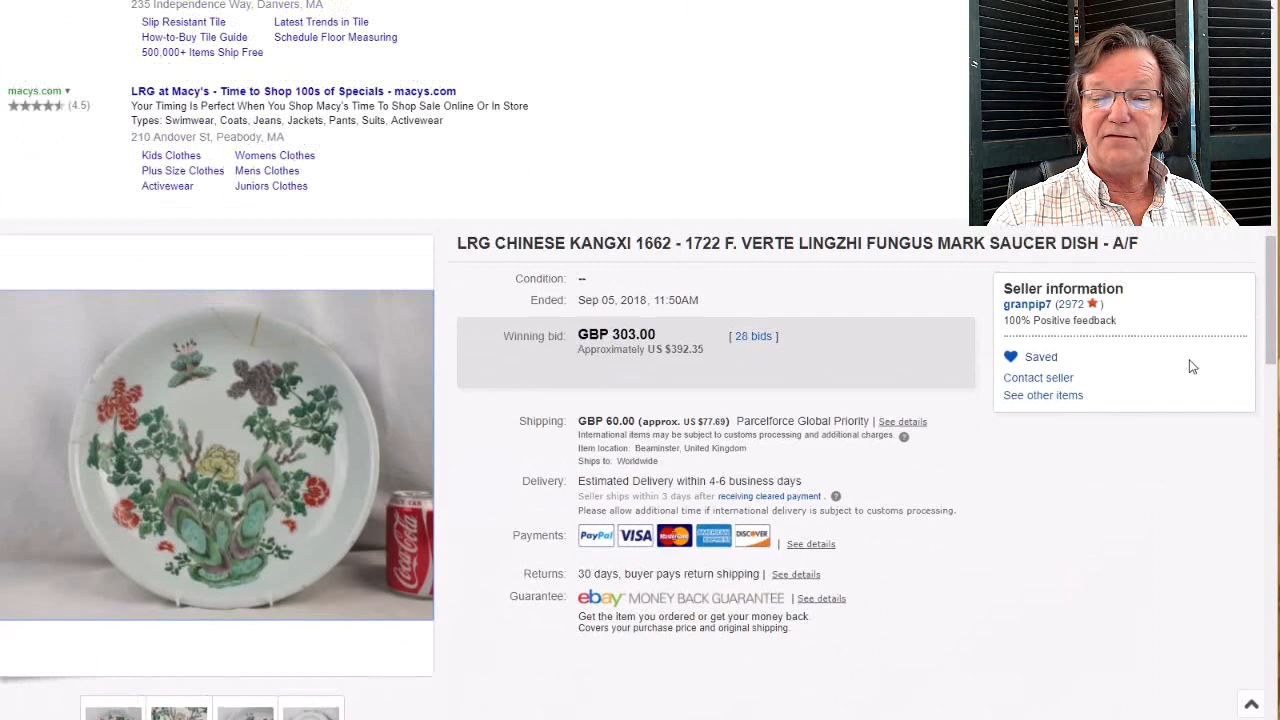 235 Independence Way, Danvers, MA
Slip Resistant Tile
Latest Trends in Tile
How-to-Buy Tile Guide
Schedule Floor Measuring
500,000+ Items Ship Free
macys.com
(4.5)
LRG at Macy's - Time to Shop 100s of Specials - macys.com
Your Timing Is Perfect When You Shop Macy's Time To Shop Sale Online Or In Store
Types: Swimwear, Coats, Jeans, Jackets, Pants, Suits, Activewear
210 Andover St, Peabody, MA
Kids Clothes
Womens Clothes
Plus Size Clothes
Mens Clothes
Activewear
Juniors Clothes
LRG CHINESE KANGXI 1662 - 1722 F. VERTE LINGZHI FUNGUS MARK SAUCER DISH - A/F
Condition: --
Ended: Sep 05, 2018, 11:50AM
Winning bid: GBP 303.00 [ 28 bids ]
Approximately US $392.35
Shipping: GBP 60.00 (approx. US $77.69) Parcelforce Global Priority | See details
International items may be subject to customs processing and additional charges. ?
Item location: Beaminster, United Kingdom
Ships to: Worldwide
Delivery: Estimated Delivery within 4-6 business days
Seller ships within 3 days after receiving cleared payment . ?
Please allow additional time if international delivery is subject to customs processing.
Payments: PayPal VISA MasterCard AMERICAN EXPRESS DISCOVER | See details
Returns: 30 days, buyer pays return shipping | See details
Guarantee: ebay MONEY BACK GUARANTEE | See details
Get the item you ordered or get your money back.
Covers your purchase price and original shipping.
Seller information
granpip7 (2972 )
100% Positive feedback
Saved
Contact seller
See other items
Coca-Cola